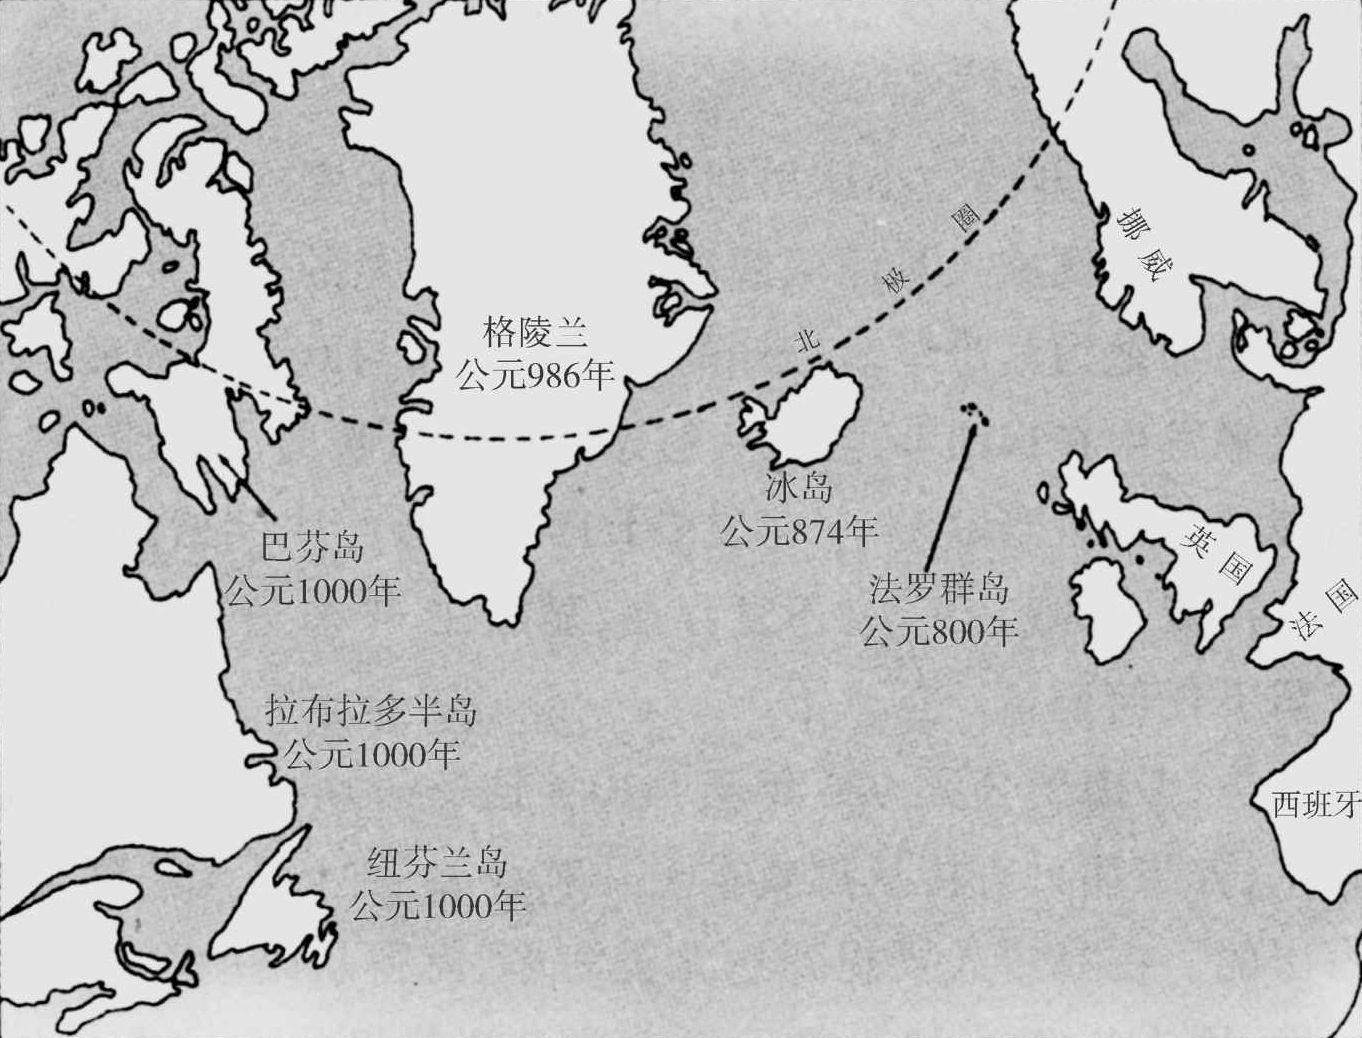 圈
极
北
挪威
格陵兰
公元986年
冰岛
公元874年
法罗群岛
公元800年
英国
法国
巴芬岛
公元1000年
拉布拉多半岛
公元1000年
西班牙
纽芬兰岛
公元1000年